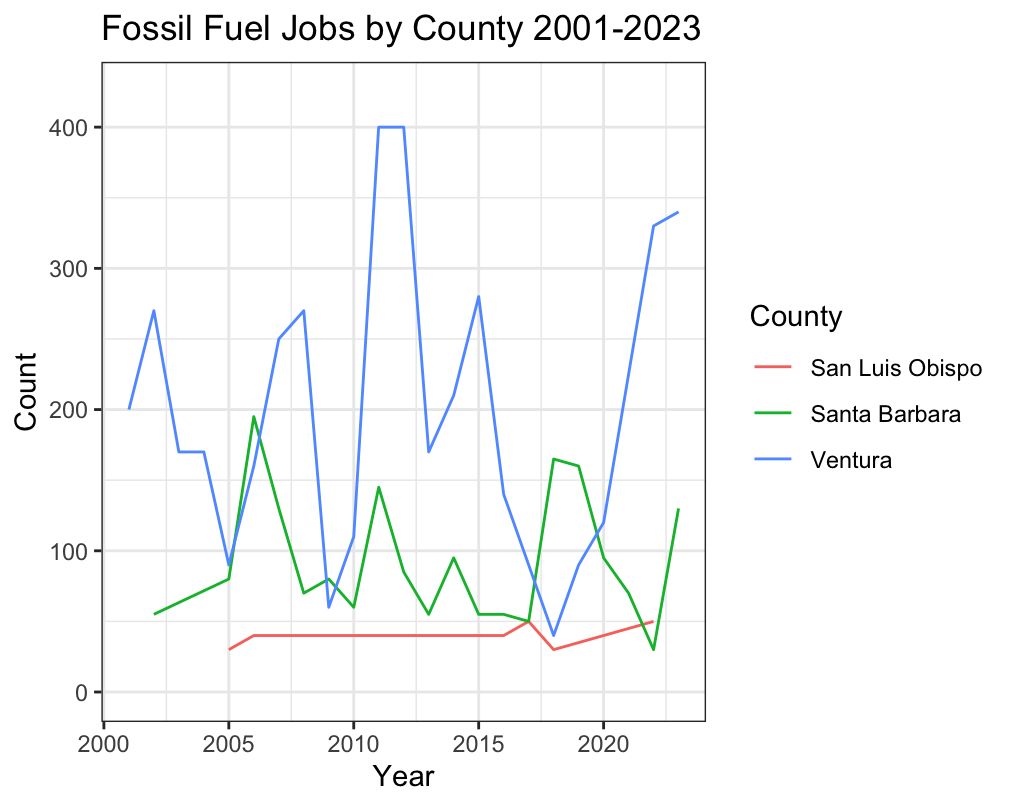 Fossil Fuel Jobs by County 2001-2023
400
300
200
100
0
Count
2000 2005 2010 2015 2020
Year
County
San Luis Obispo
Santa Barbara
Ventura